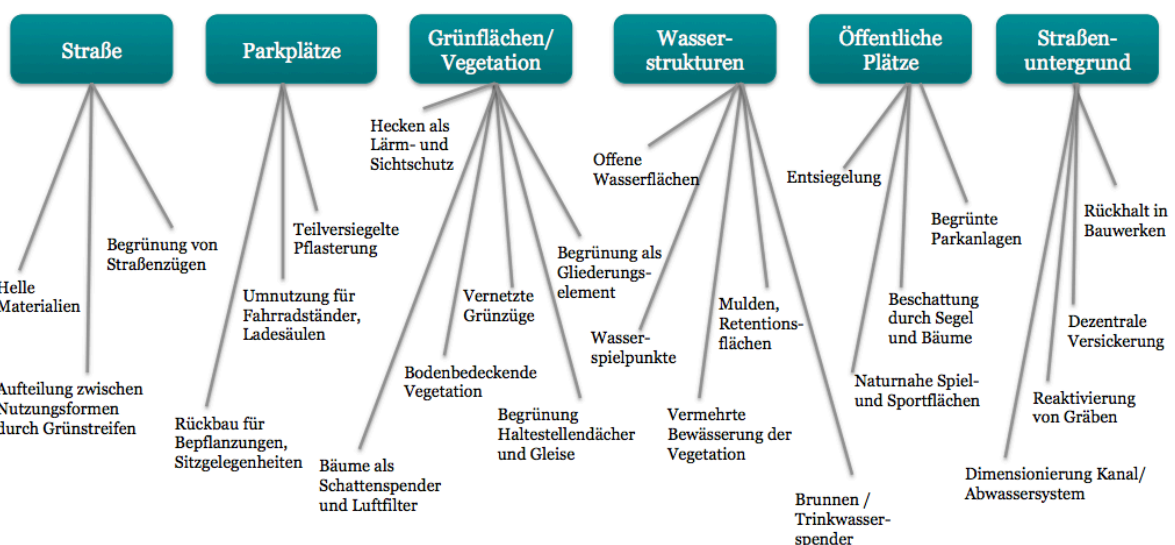 Straße
Parkplätze
Grünflächen/
Vegetation
Wasser-
strukturen
Öffentliche
Plätze
Straßen-
untergrund
Helle
Materialien
Begrünung von
Straßenzügen
Aufteilung zwischen
Nutzungsformen
durch Grünstreifen
Teilversiegelte
Pflasterung
Umnutzung für
Fahrradständer,
Ladesäulen
Rückbau für
Bepflanzungen,
Sitzgelegenheiten
Hecken als
Lärm- und
Sichtschutz
Begrünung als
Gliederungs-
element
Vernetzte
Grünzüge
Bodenbedeckende
Vegetation
Begrünung
Haltestellendächer
und Gleise
Bäume als
Schattenspender
und Luftfilter
Offene
Wasserflächen
Wasser-
spielpunkte
Mulden,
Retentions-
flächen
Vermehrte
Bewässerung der
Vegetation
Brunnen /
Trinkwasser-
spender
Entsiegelung
Begrünte
Parkanlagen
Beschattung
durch Segel
und Bäume
Naturnahe Spiel-
und Sportflächen
Rückhalt in
Bauwerken
Dezentrale
Versickerung
Reaktivierung
von Gräben
Dimensionierung Kanal/
Abwassersystem